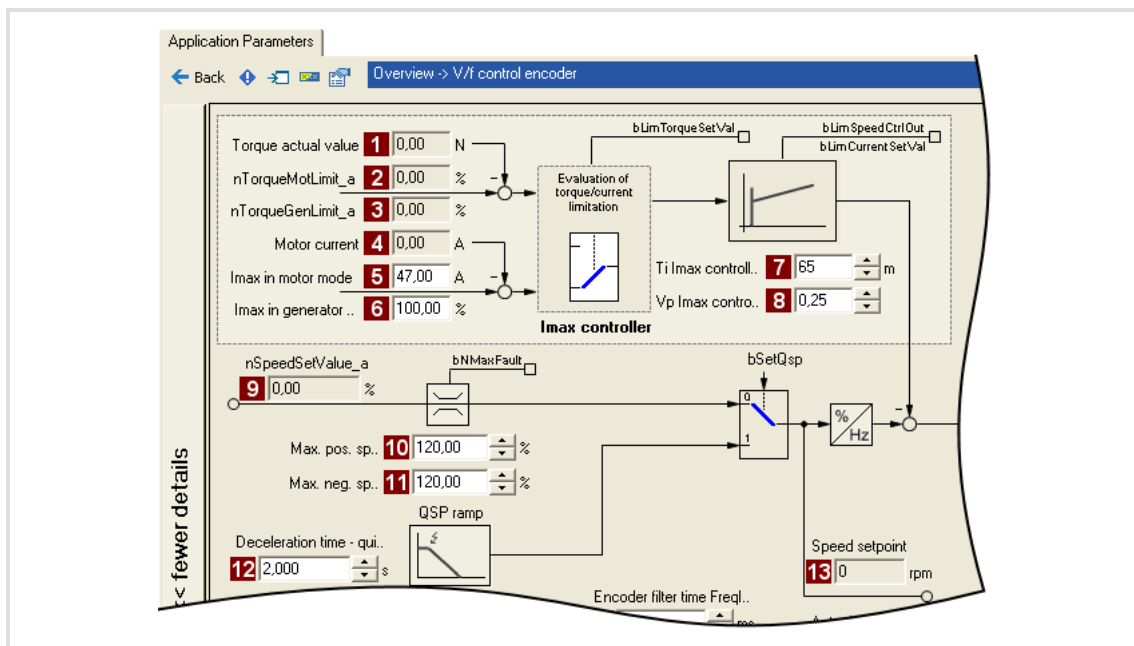 Application Parameters
Back
Overview -> V/f control encoder
bLimTorqueSetVal
bLimSpeedCtrlOut
bLimCurrentSetVal
Torque actual value 1 0,00 N
nTorqueMotLimit_a 2 0,00 %
nTorqueGenLimit_a 3 0,00 %
Motor current 4 0,00 A
Imax in motor mode 5 47,00 A
Imax in generator .. 6 100,00 %
Evaluation of
torque/current
limitation
Imax controller
Ti Imax controll.. 7 65 m
Vp Imax contro.. 8 0,25
nSpeedSetValue_a
9 0,00 %
bNMaxFault
bSetQsp
0
1
%
Hz
Max. pos. sp.. 10 120,00 %
Max. neg. sp.. 11 120,00 %
QSP ramp
Deceleration time - qui..
12 2,000 s
Speed setpoint
13 0 rpm
Encoder filter time Freql..
<< fewer details